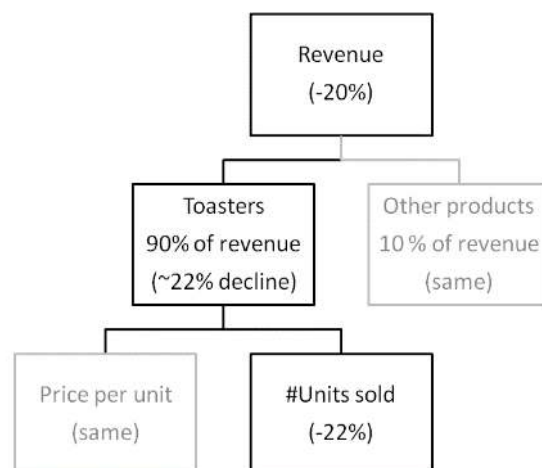 Revenue
(-20%)
Toasters
90% of revenue
(~22% decline)
Other products
10 % of revenue
(same)
Price per unit
(same)
#Units sold
(-22%)